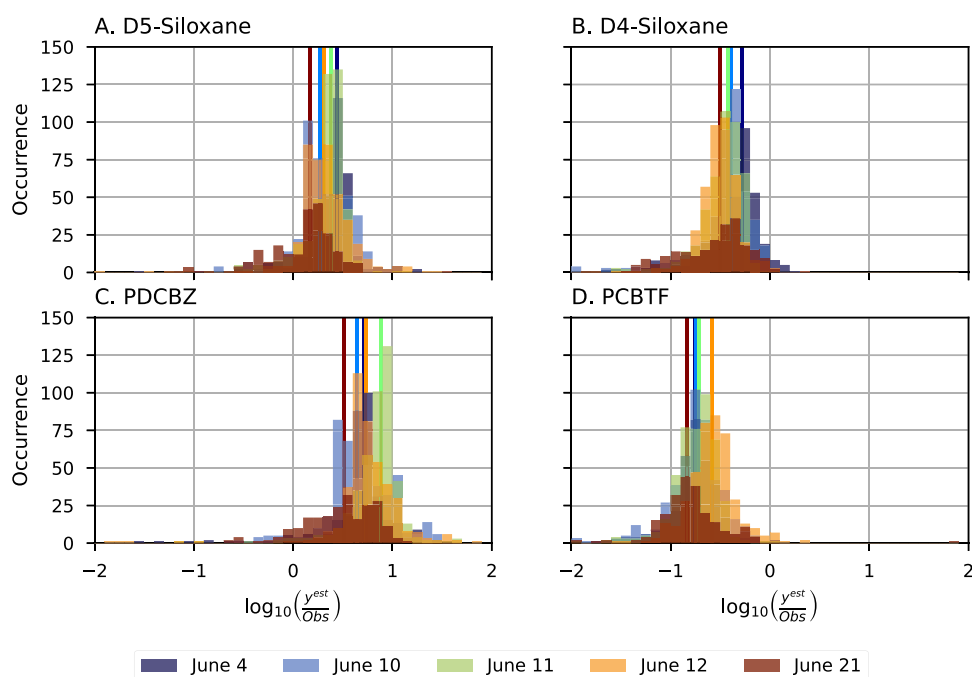 A. D5-Siloxane
B. D4-Siloxane
150
125
100
75
50
25
0
Occurrence
C. PDCBZ
D. PCBTF
150
125
100
75
50
25
0
Occurrence
−2 −1 0 1 2
−2 −1 0 1 2
log10(y^est/Obs)
log10(y^est/Obs)
June 4 June 10 June 11 June 12 June 21